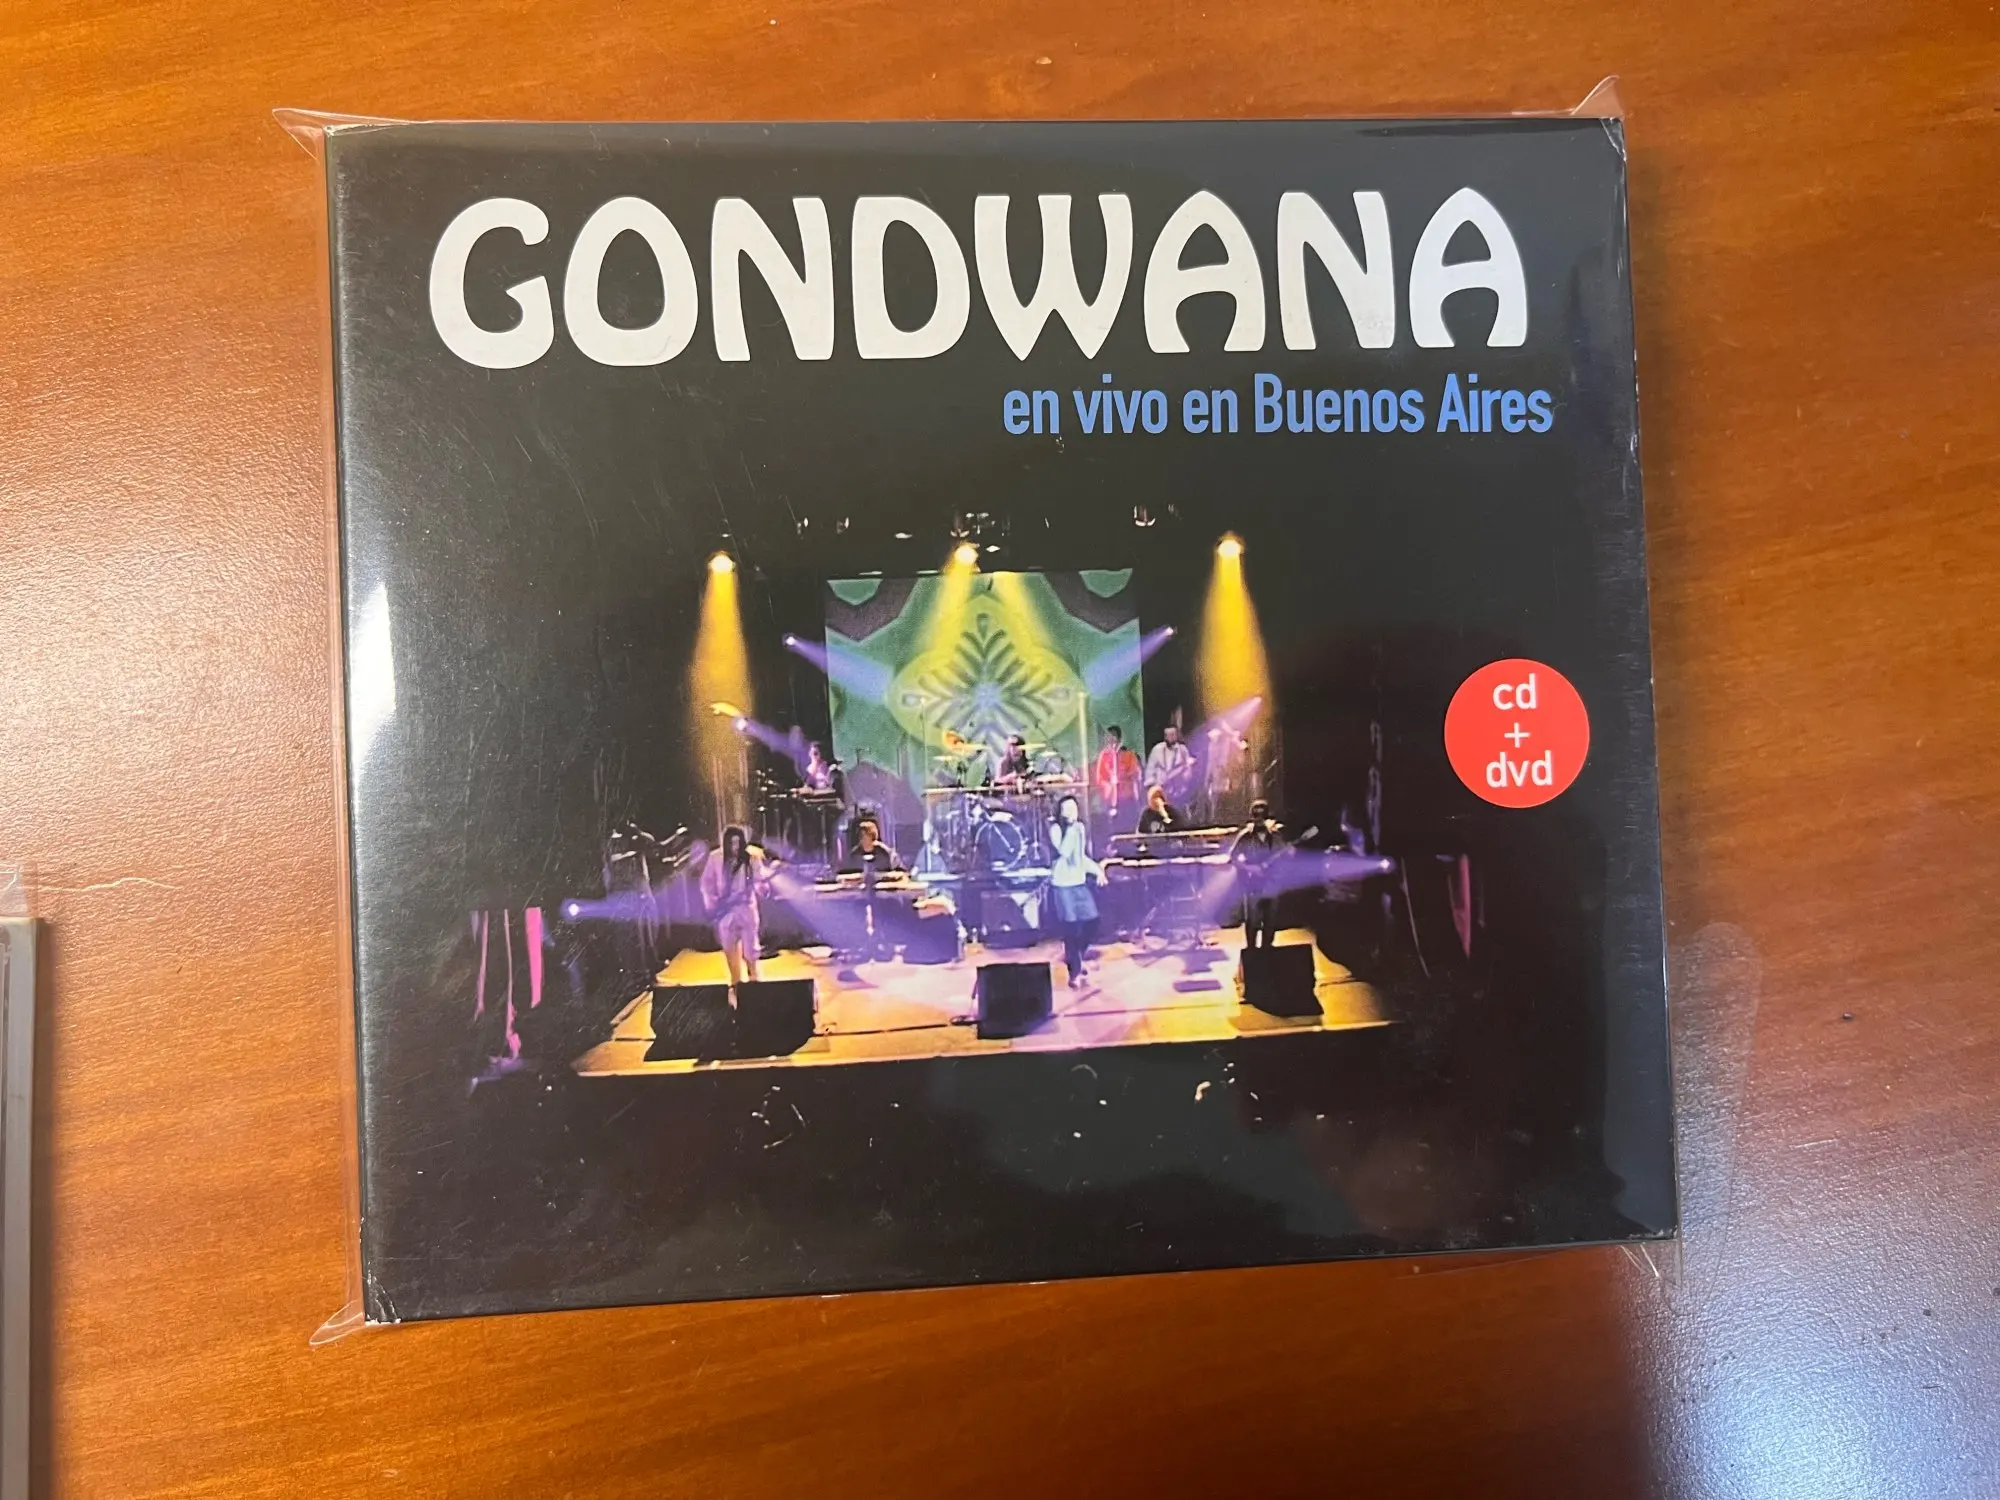 GONDWANA
en vivo en Buenos Aires
cd
+
dvd